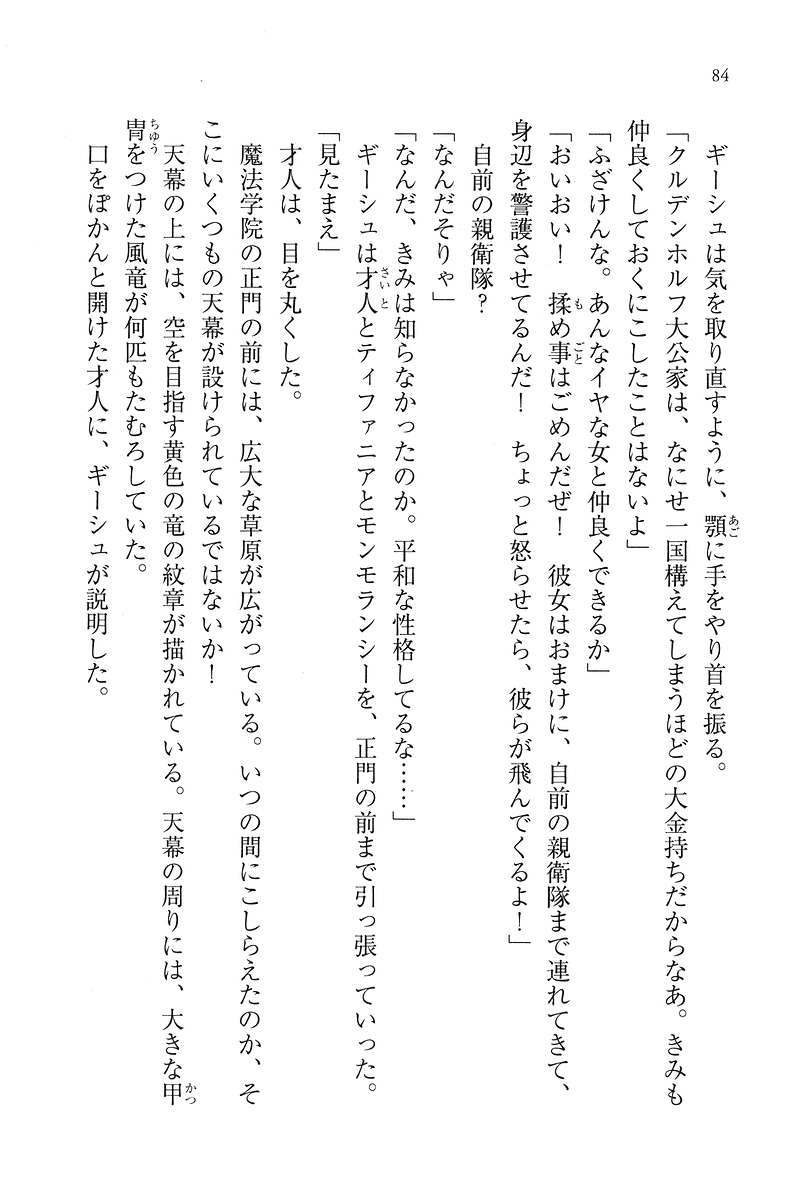 84
ギーシュは気を取り直すように、顎に手をやり首を振る。
「クルデンホルフ大公家は、なにせ一国構えてしまうほどの大金持ちだからなあ。きみも
仲良くしておくにこしたことはないよ」
「ふざけんな。あんなイヤな女と仲良くできるか」
「おいおい！　揉め事はごめんだぜ！　彼女はおまけに、自前の親衛隊まで連れてきて、
身辺を警護させてるんだ！　ちょっと怒らせたら、彼らが飛んでくるよ！」
自前の親衛隊？
「なんだそりゃ」
「なんだ、きみは知らなかったのか。平和な性格してるな……」
ギーシュは才人とティファニアとモンモランシーを、正門の前まで引っ張っていった。
「見たまえ」
才人は、目を丸くした。
魔法学院の正門の前には、広大な草原が広がっている。いつの間にこしらえたのか、そ
こにいくつもの天幕が設けられているではないか！
天幕の上には、空を目指す黄色の竜の紋章が描かれている。天幕の周りには、大きな甲
冑をつけた風竜が何匹もたむろしていた。
口をぽかんと開けた才人に、ギーシュが説明した。